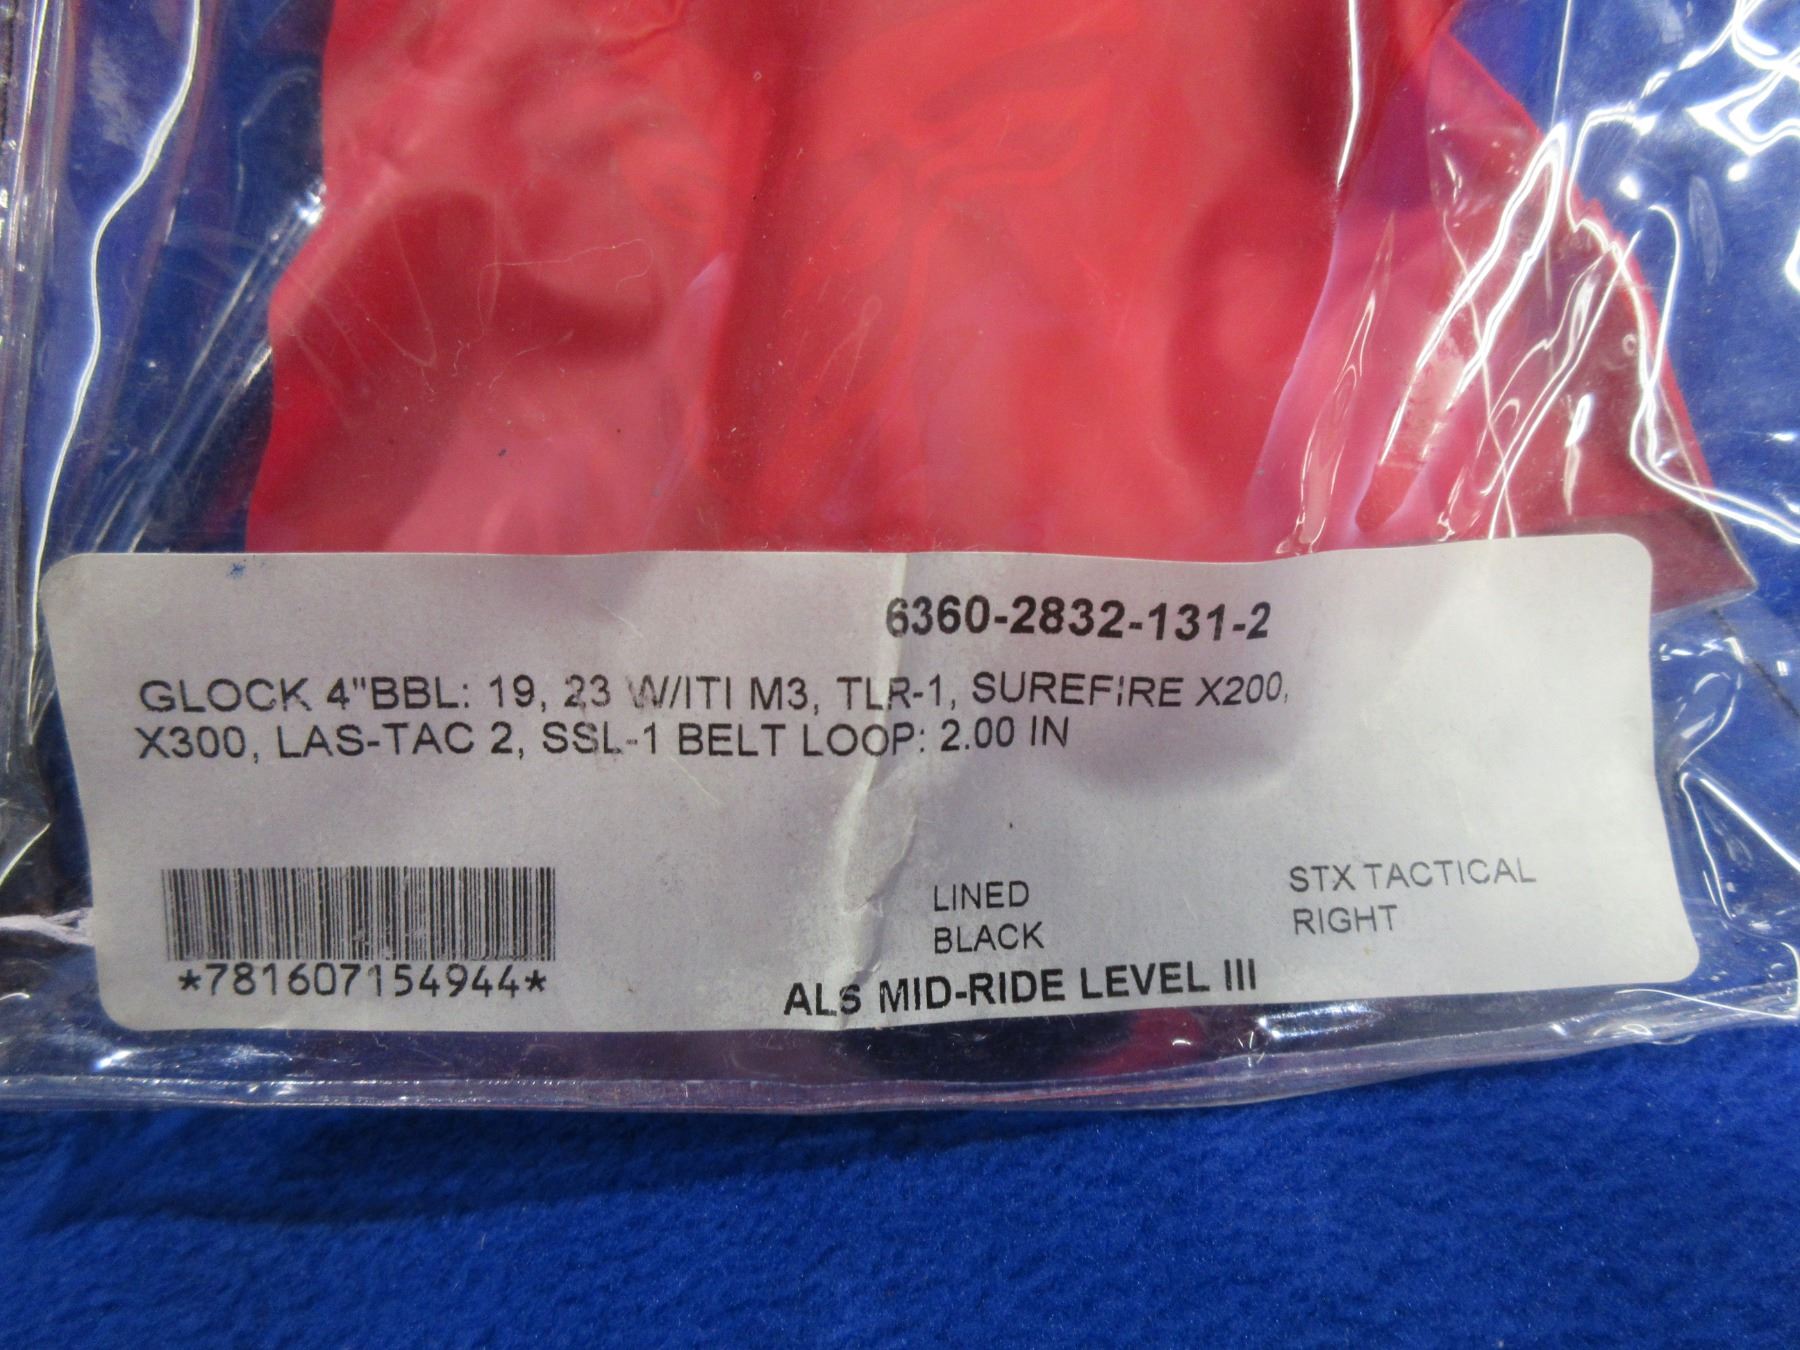 6360-2832-131-2
GLOCK 4"BBL: 19, 23 W/ITI M3, TLR-1, SUREFIRE X200,
X300, LAS-TAC 2, SSL-1 BELT LOOP: 2.00 IN
LINED
BLACK
STX TACTICAL
RIGHT
*781607154944*
ALS MID-RIDE LEVEL III